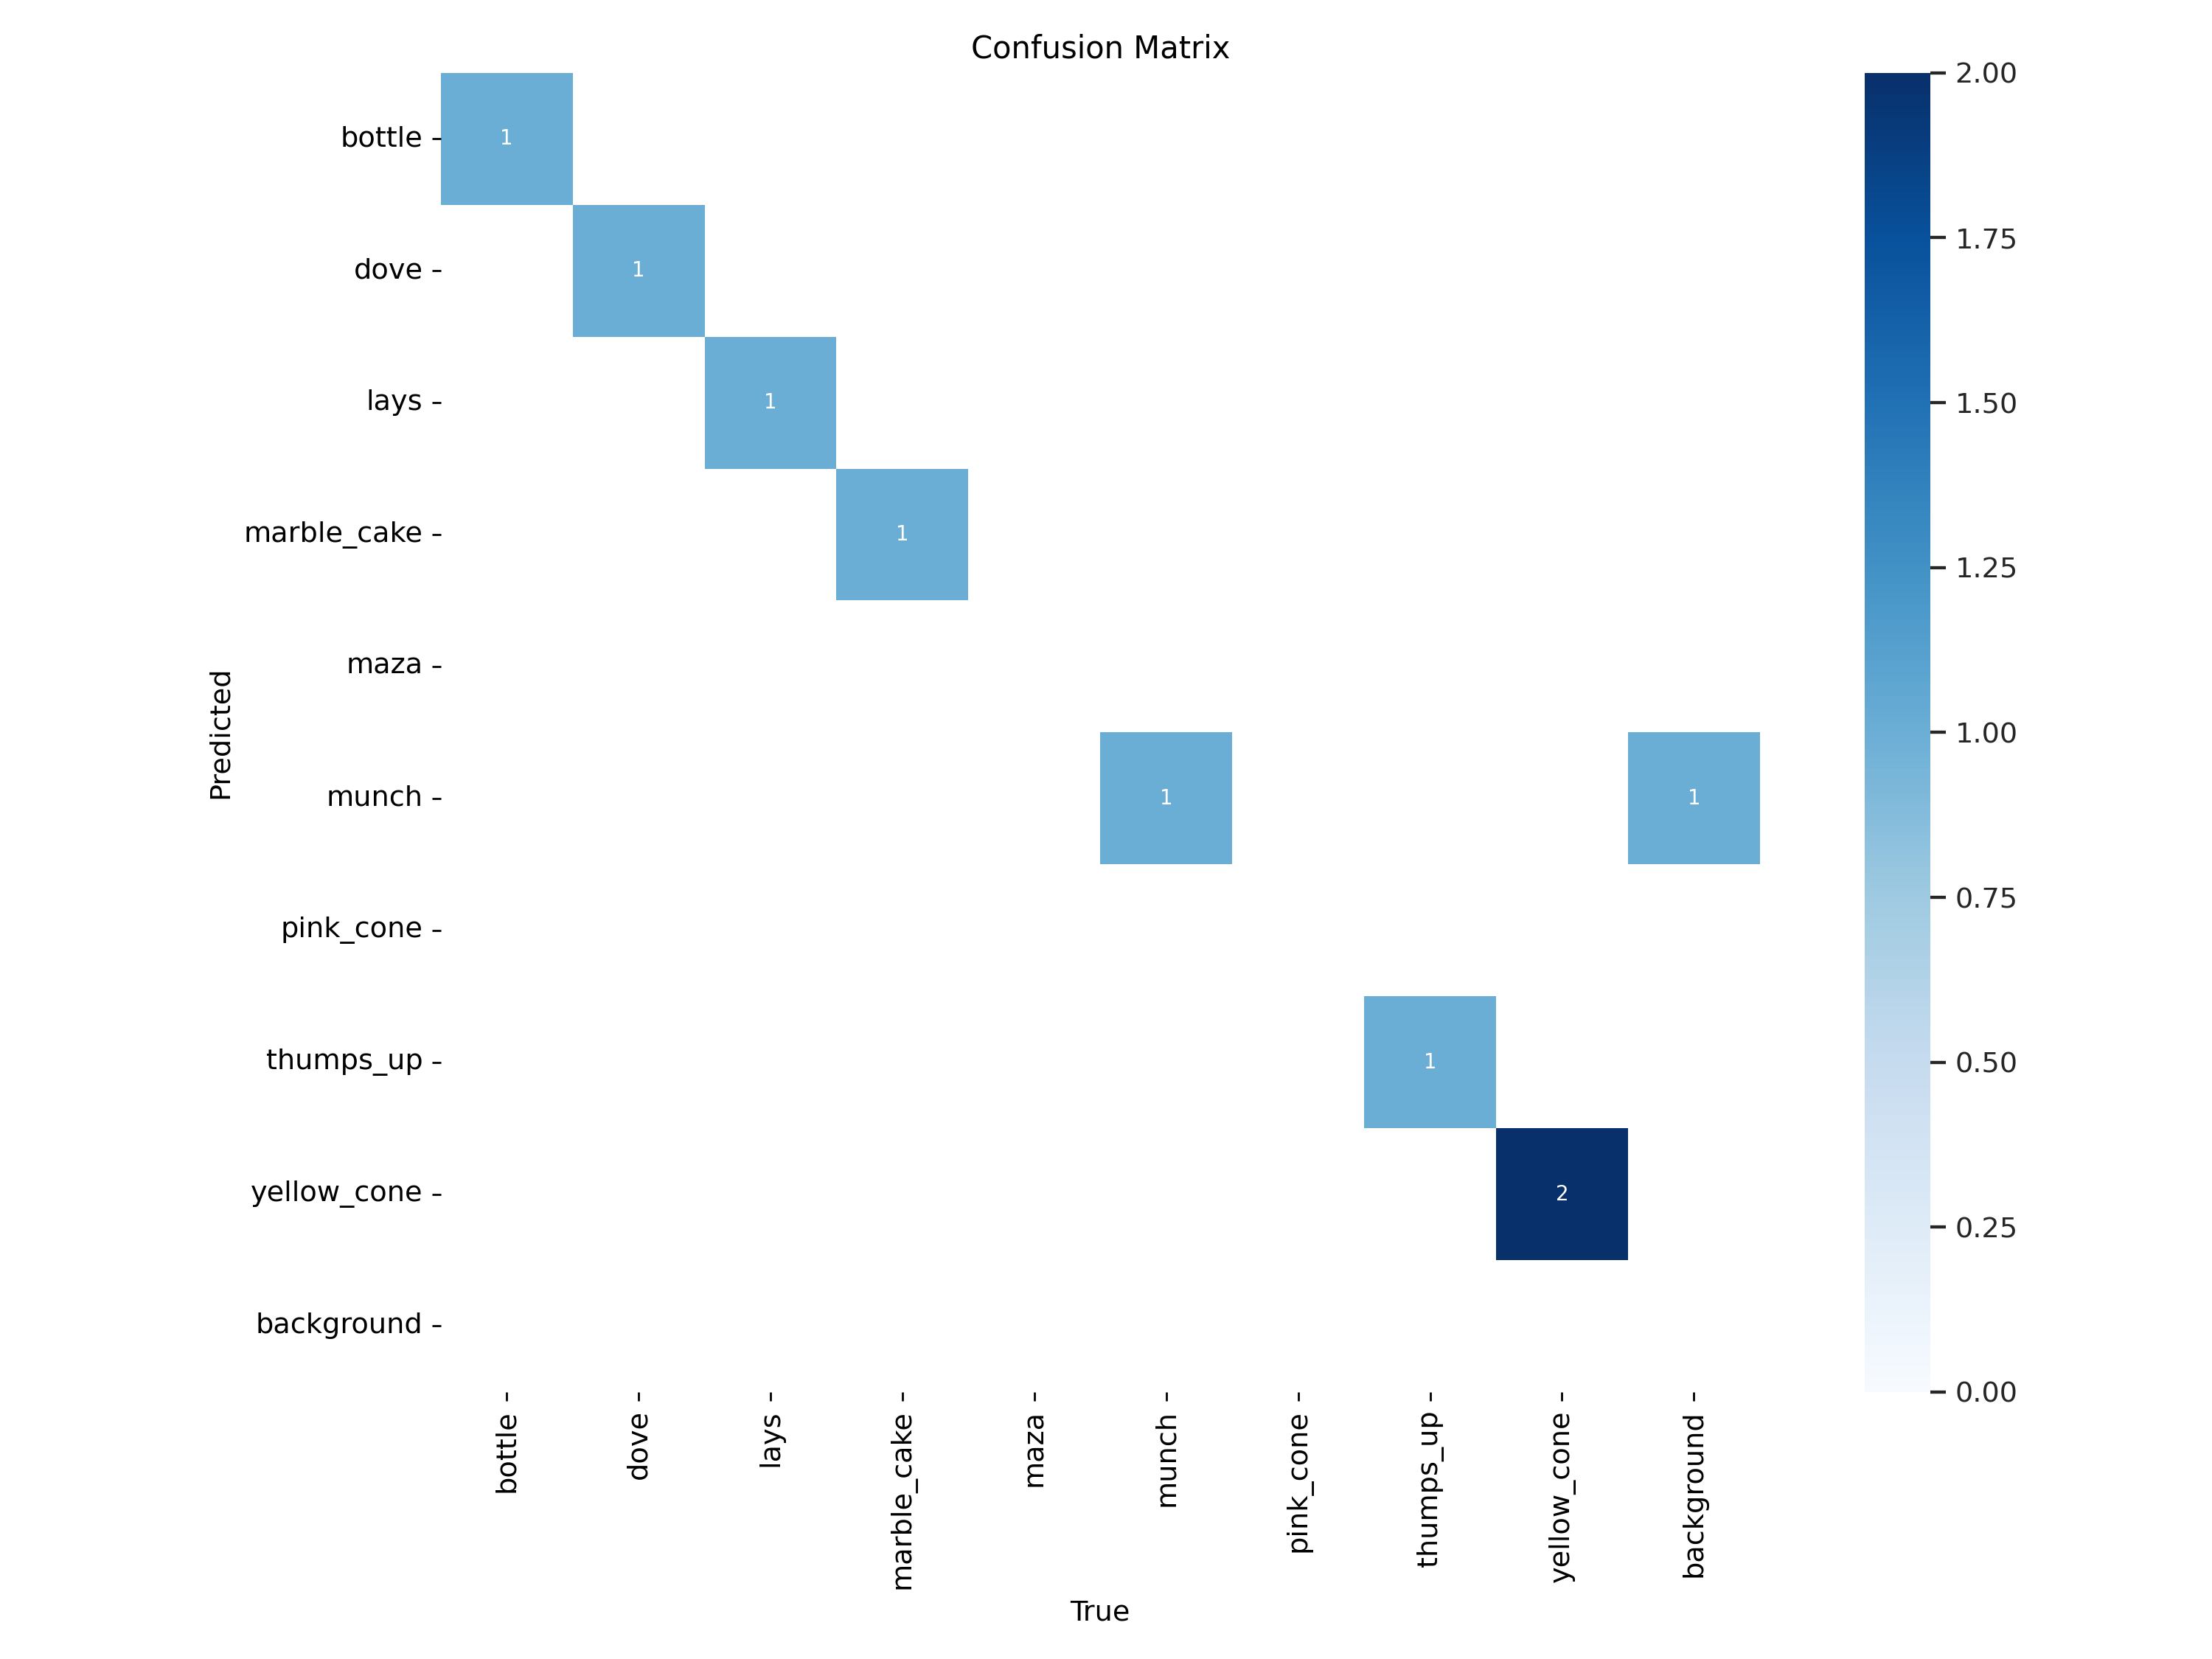 Confusion Matrix
bottle
dove
lays
marble_cake
maza
munch
pink_cone
thumps_up
yellow_cone
background
Predicted
1
1
1
1
1
1
1
2
bottle
dove
lays
marble_cake
maza
munch
pink_cone
thumps_up
yellow_cone
background
True
2.00
1.75
1.50
1.25
1.00
0.75
0.50
0.25
0.00